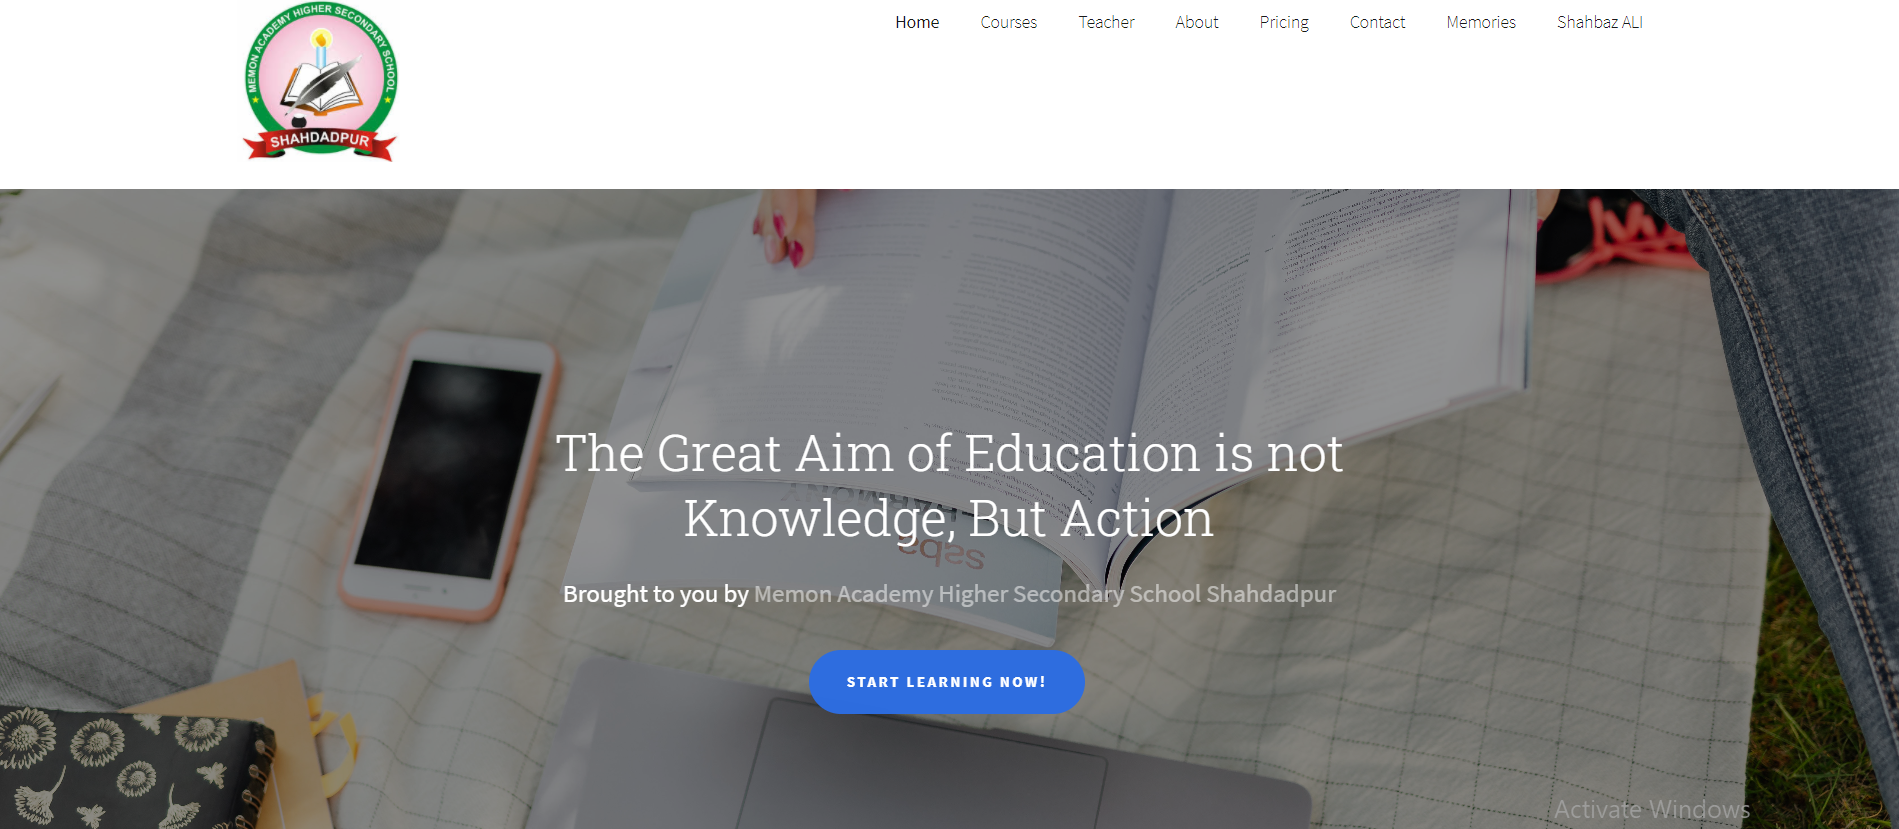 MEMON ACADEMY HIGHER SECONDARY SCHOOL
SHAHDADPUR
Home Courses Teacher About Pricing Contact Memories Shahbaz ALI
The Great Aim of Education is not
Knowledge, But Action
Brought to you by Memon Academy Higher Secondary School Shahdadpur
START LEARNING NOW!
Activate Windows